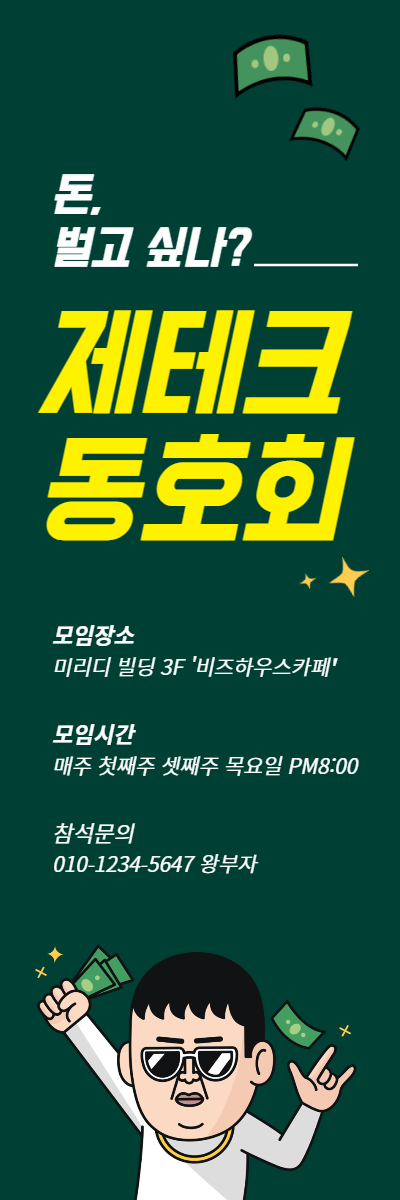 돈,
벌고 싶냐?
제테크
동호회
모임장소
미리디 빌딩 3F '비즈하우스카페'
모임시간
매주 첫째주 셋째주 목요일 PM8:00
참석문의
010-1234-5647 왕부자